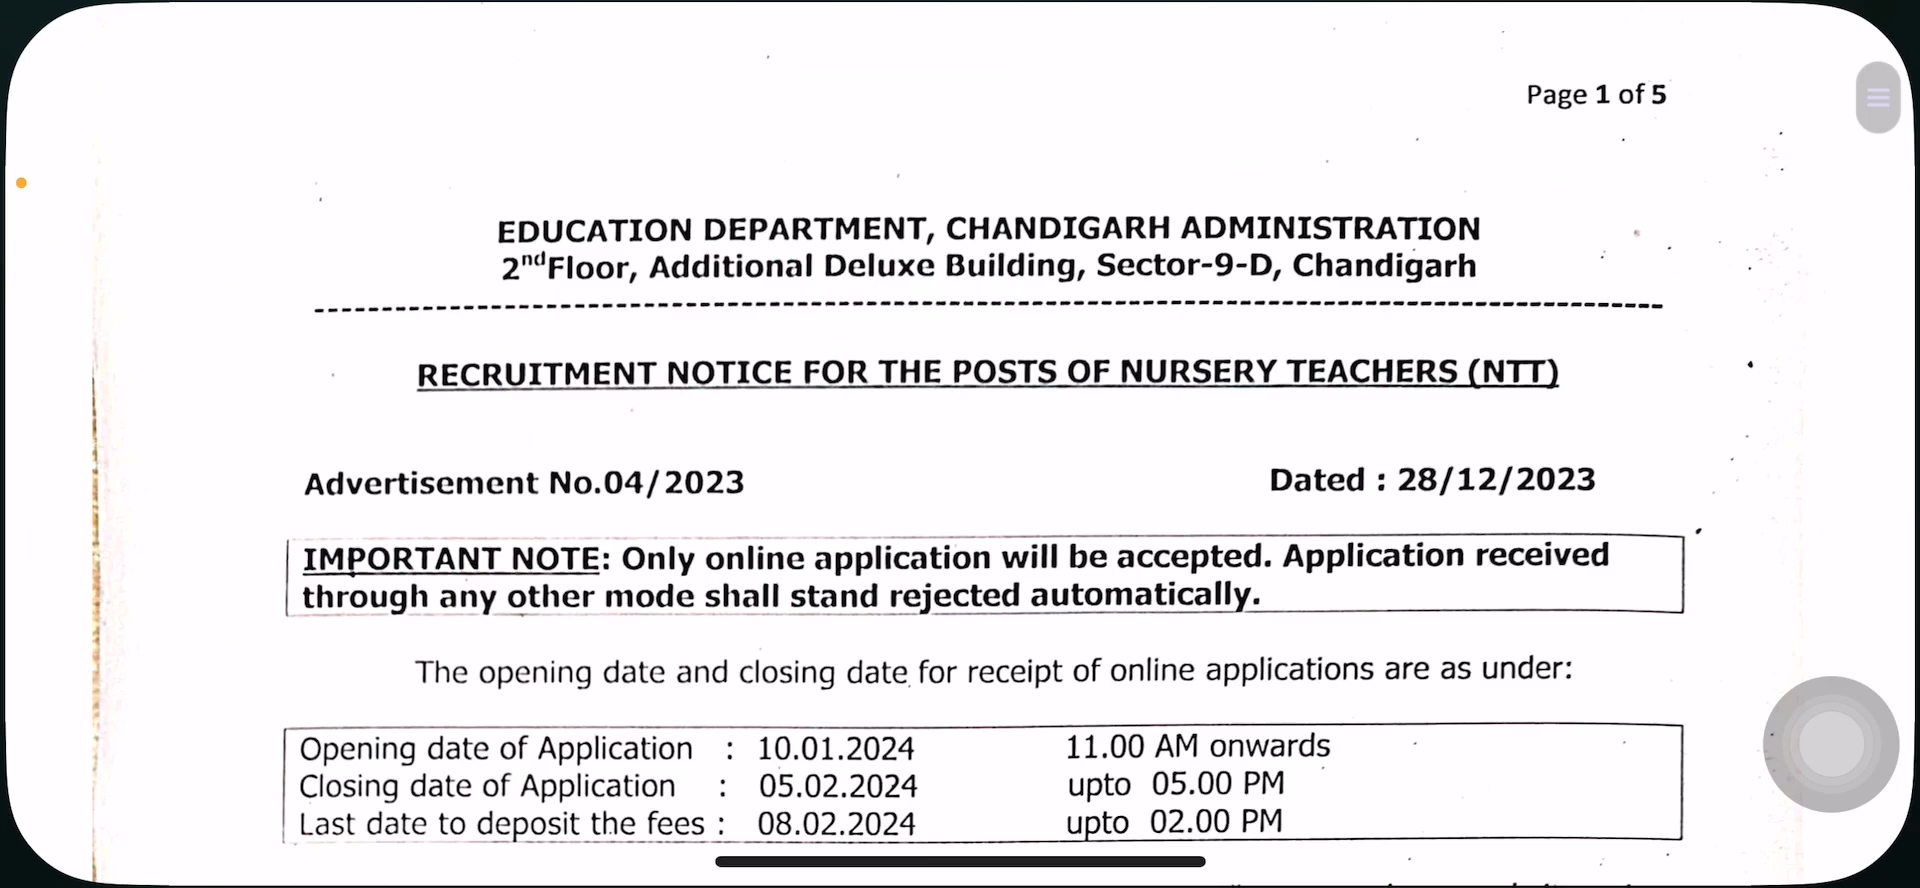 Page 1 of 5
EDUCATION DEPARTMENT, CHANDIGARH ADMINISTRATION
2nd Floor, Additional Deluxe Building, Sector-9-D, Chandigarh
RECRUITMENT NOTICE FOR THE POSTS OF NURSERY TEACHERS (NTT)
Advertisement No.04/2023 Dated : 28/12/2023
IMPORTANT NOTE: Only online application will be accepted. Application received
through any other mode shall stand rejected automatically.
The opening date and closing date for receipt of online applications are as under:
Opening date of Application : 10.01.2024 11.00 AM onwards
Closing date of Application : 05.02.2024 upto 05.00 PM
Last date to deposit the fees : 08.02.2024 upto 02.00 PM